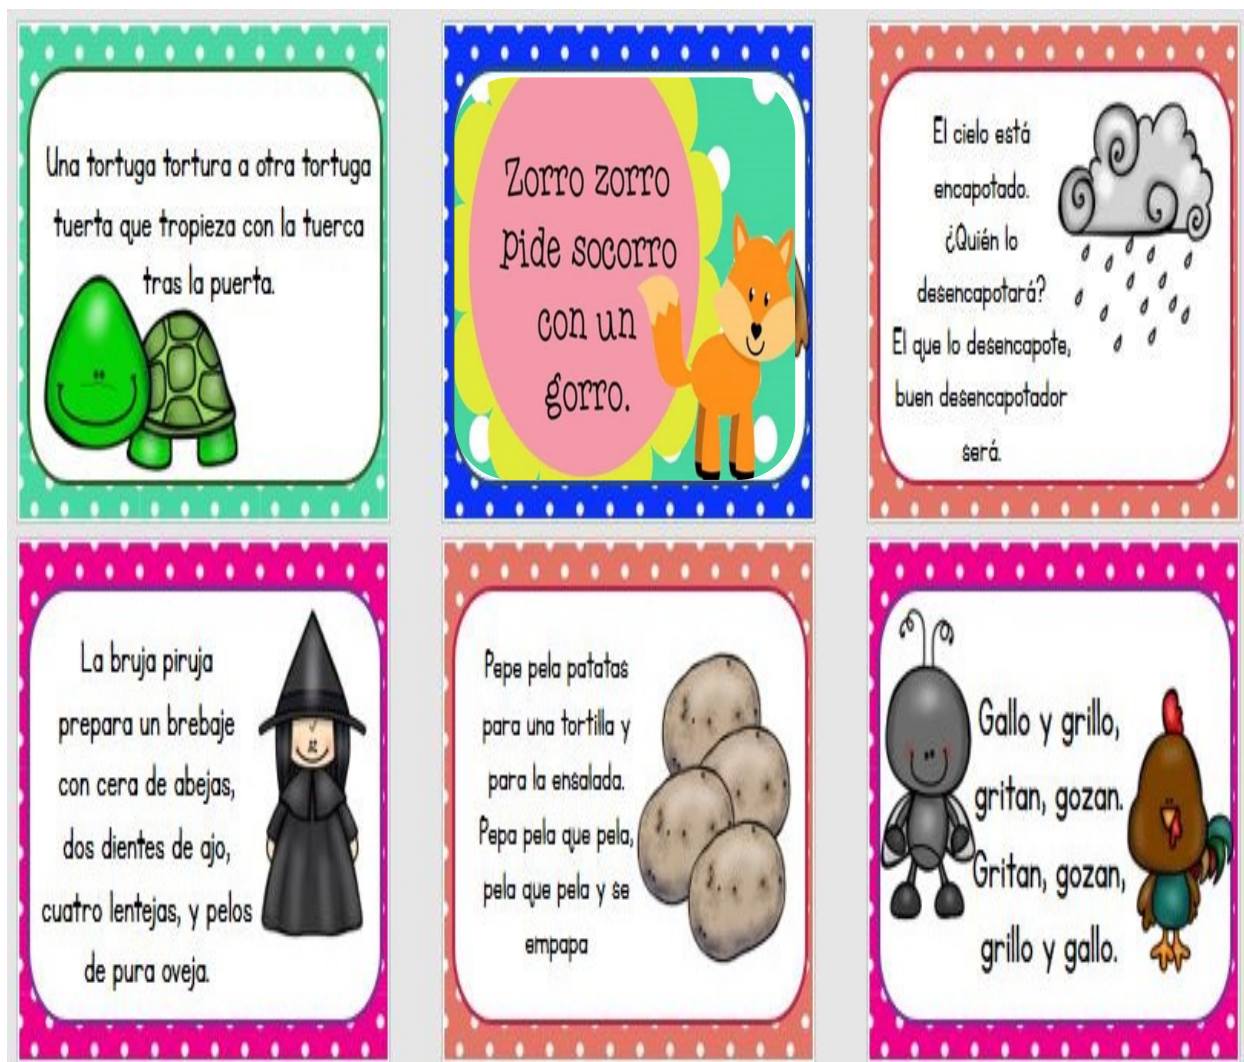 Una tortuga tortura a otra tortuga
tuerta que tropieza con la tuerca
tras la puerta.
Zorro zorro
pide socorro
con un
gorro.
El cielo está
encapotado.
¿Quién lo
desencapotará?
El que lo desencapote,
buen desencapotador
será.
La bruja piruja
prepara un brebaje
con cera de abejas,
dos dientes de ajo,
cuatro lentejas, y pelos
de pura oveja.
Pepe pela patatas
para una tortilla y
para la ensalada.
Pepa pela que pela,
pela que pela y se
empapa
Gallo y grillo,
gritan, gozan.
Gritan, gozan,
grillo y gallo.